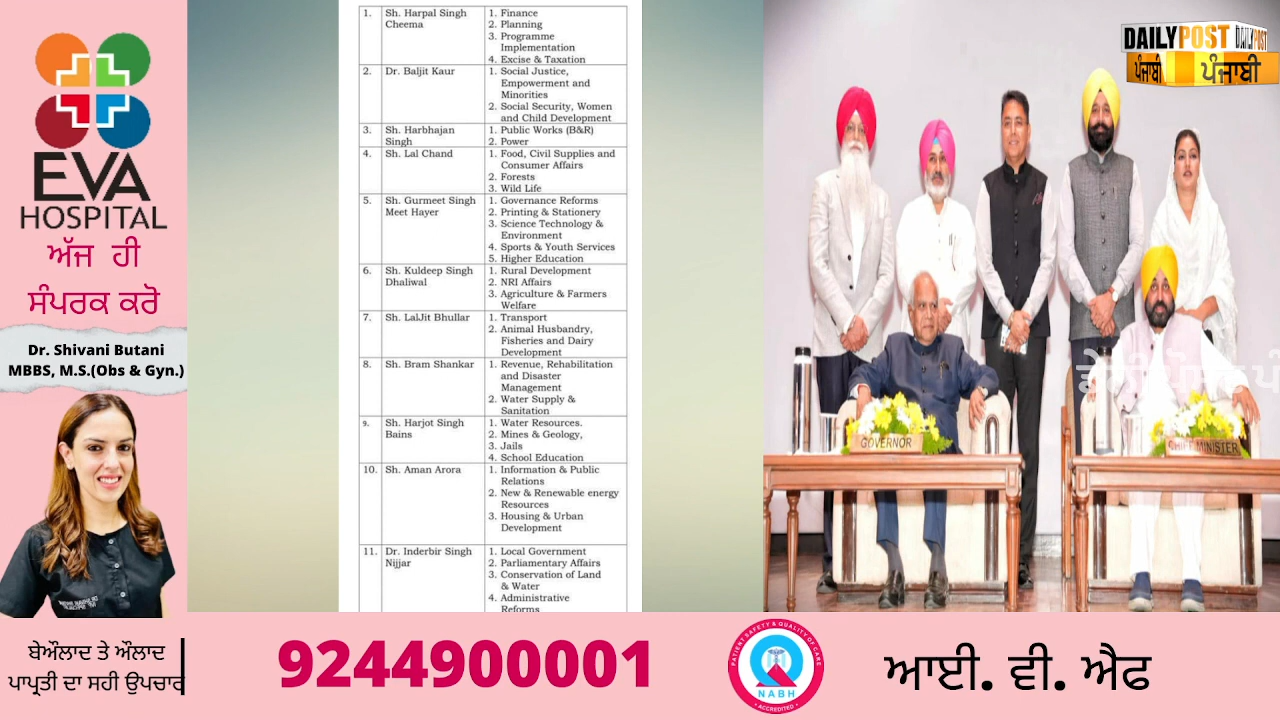 EVA
HOSPITAL
ਅੱਜ ਹੀ
ਸੰਪਰਕ ਕਰੋ
Dr. Shivani Butani
MBBS, M.S.(Obs & Gyn.)
1. Sh. Harpal Singh Cheema
1. Finance
2. Planning
3. Programme
Implementation
4. Excise & Taxation
2. Dr. Baljit Kaur
1. Social Justice,
Empowerment and
Minorities
2. Social Security, Women
and Child Development
3. Sh. Harbhajan Singh
1. Public Works (B&R)
2. Power
4. Sh. Lal Chand
1. Food, Civil Supplies and
Consumer Affairs
2. Forests
3. Wild Life
5. Sh. Gurmeet Singh Meet Hayer
1. Governance Reforms
2. Printing & Stationery
3. Science Technology &
Environment
4. Sports & Youth Services
5. Higher Education
6. Sh. Kuldeep Singh Dhaliwal
1. Rural Development
2. NRI Affairs
3. Agriculture & Farmers
Welfare
7. Sh. LalJit Bhullar
1. Transport
2. Animal Husbandry,
Fisheries and Dairy
Development
8. Sh. Bram Shankar
1. Revenue, Rehabilitation
and Disaster
Management
2. Water Supply &
Sanitation
9. Sh. Harjot Singh Bains
1. Water Resources.
2. Mines & Geology,
3. Jails
4. School Education
10. Sh. Aman Arora
1. Information & Public
Relations
2. New & Renewable energy
Resources
3. Housing & Urban
Development
11. Dr. Inderbir Singh Nijjar
1. Local Government
2. Parliamentary Affairs
3. Conservation of Land
& Water
4. Administrative
Reforms
DAILYPOST DAILYPOST
ਪੰਜਾਬੀ ਪੰਜਾਬੀ
GOVERNOR
CHIEF MINISTER
ਬੇਔਲਾਦ ਤੇ ਔਲਾਦ
ਪਾਪ੍ਰਤੀ ਦਾ ਸਹੀ ਉਪਚਾਰ
9244900001
PATIENT SAFETY & QUALITY OF CARE
NABH
• ACCREDITED •
ਆਈ. ਵੀ. ਐਫ